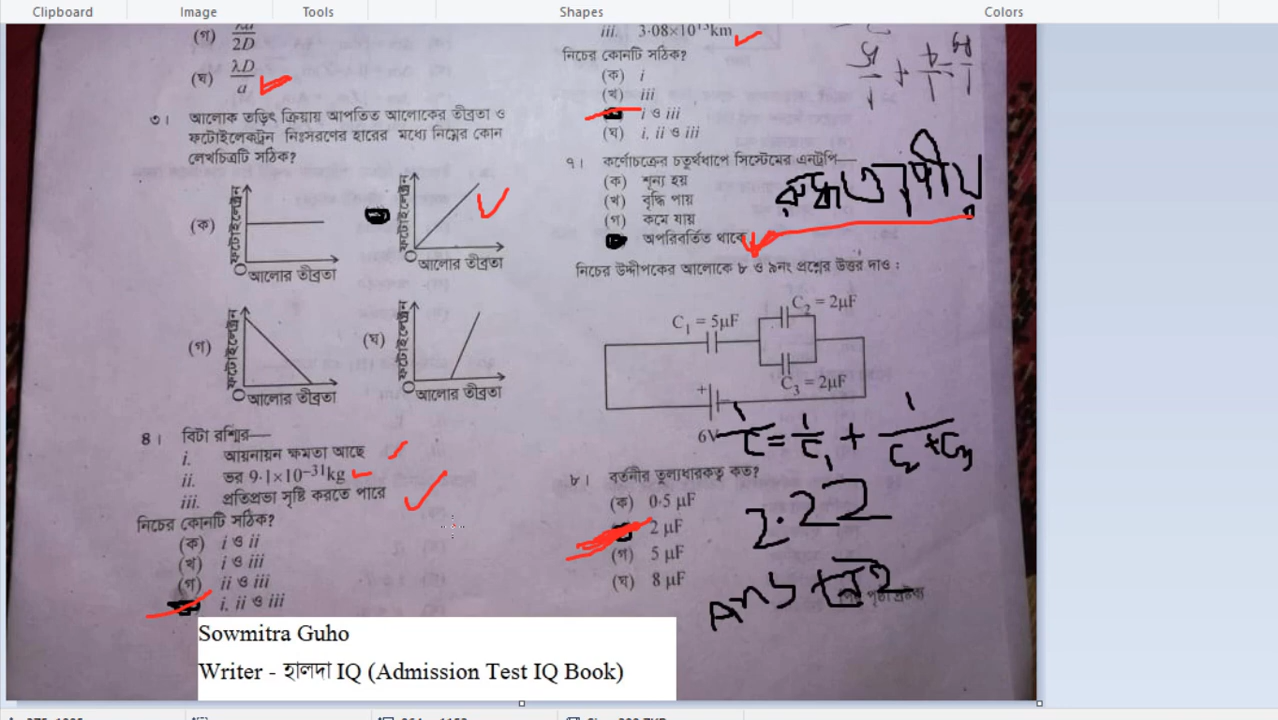 Clipboard
Image
Tools
Shapes
Colors
(গ) λD
2D
(ঘ) λD
a
৩। আলোক তড়িৎ ক্রিয়ায় আপতিত আলোকের তীব্রতা ও
ফটোইলেকট্রন নিঃসরণের হারের মধ্যে নিম্নের কোন
লেখচিত্রটি সঠিক?
(ক)
ফটোইলেক্ট্রন
O
আলোর তীব্রতা
ফটোইলেক্ট্রন
O
আলোর তীব্রতা
(গ)
ফটোইলেক্ট্রন
O
আলোর তীব্রতা
(ঘ)
ফটোইলেক্ট্রন
O
আলোর তীব্রতা
৪। বিটা রশ্মির—
i. আয়নায়ন ক্ষমতা আছে
ii. ভর 9·1×10⁻³¹kg
iii. প্রতিপ্রভা সৃষ্টি করতে পারে
নিচের কোনটি সঠিক?
(ক) i ও ii
(খ) i ও iii
(গ) ii ও iii
i, ii ও iii
iii. 3·08×10¹³km
নিচের কোনটি সঠিক?
(ক) i
(খ) iii
i ও iii
(ঘ) i, ii ও iii
৭। কর্ণোচক্রের চতুর্থধাপে সিস্টেমের এনট্রপি—
(ক) শূন্য হয়
(খ) বৃদ্ধি পায়
(গ) কমে যায়
অপরিবর্তিত থাকে
রুদ্ধতাপীয়
নিচের উদ্দীপকের আলোকে ৮ ও ৯নং প্রশ্নের উত্তর দাও :
C₁ = 5μF
C₂ = 2μF
C₃ = 2μF
+
6V
1/C = 1/C₁ + 1/C₂+C₃
৮। বর্তনীর তুল্যধারকত্ব কত?
(ক) 0·5 μF
2 μF
(গ) 5 μF
(ঘ) 8 μF
2.22
Ans নেই
পৃষ্ঠা দ্রষ্টব্য
Sowmitra Guho
Writer - হালদা IQ (Admission Test IQ Book)